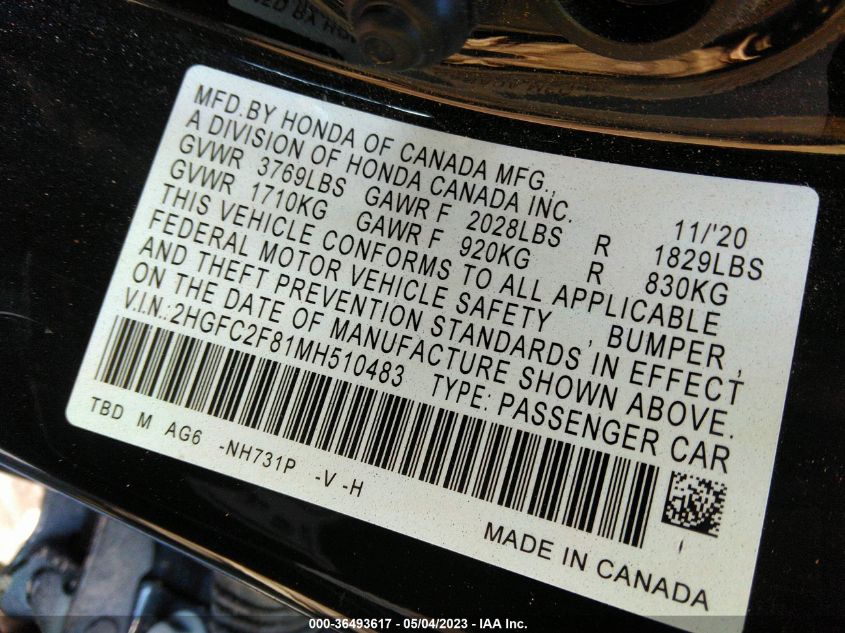 MFD. BY HONDA OF CANADA MFG.,
A DIVISION OF HONDA CANADA INC. 11/'20
GVWR 3769LBS GAWR F 2028LBS R 1829LBS
GVWR 1710KG GAWR F 920KG R 830KG
THIS VEHICLE CONFORMS TO ALL APPLICABLE
FEDERAL MOTOR VEHICLE SAFETY , BUMPER ,
AND THEFT PREVENTION STANDARDS IN EFFECT
ON THE DATE OF MANUFACTURE SHOWN ABOVE.
V.I.N.:2HGFC2F81MH510483 TYPE: PASSENGER CAR
TBD M AG6 -NH731P -V -H
MADE IN CANADA
000-36493617 - 05/04/2023 - IAA Inc.